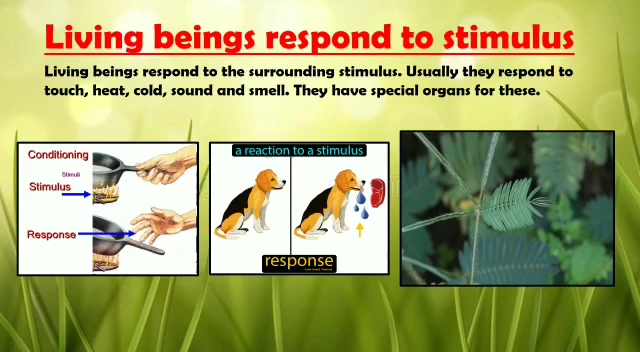 Living beings respond to stimulus
Living beings respond to the surrounding stimulus. Usually they respond to
touch, heat, cold, sound and smell. They have special organs for these.
Conditioning
Stimuli
Stimulus
Response
a reaction to a stimulus
response